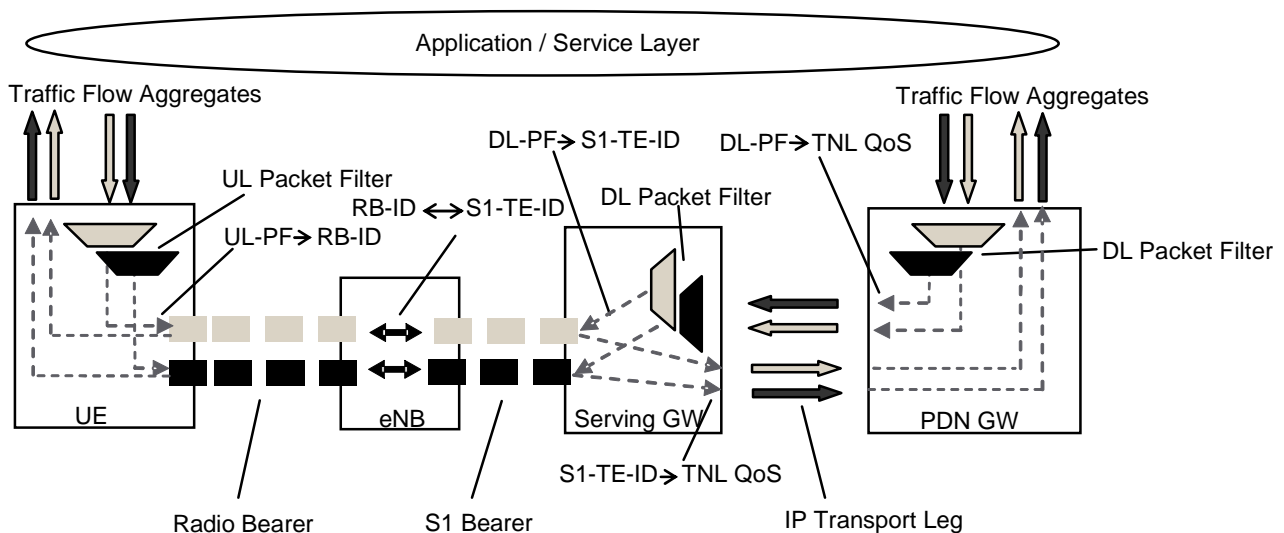 Application / Service Layer
Traffic Flow Aggregates
Traffic Flow Aggregates
DL-PF→S1-TE-ID
DL-PF→TNL QoS
UL Packet Filter
DL Packet Filter
RB-ID ↔ S1-TE-ID
UL-PF→RB-ID
DL Packet Filter
UE
eNB
Serving GW
PDN GW
S1-TE-ID→TNL QoS
Radio Bearer
S1 Bearer
IP Transport Leg